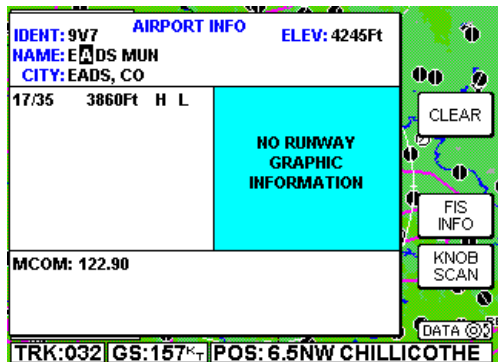 AIRPORT INFO
IDENT: 9V7 ELEV: 4245Ft
NAME: EADS MUN
CITY: EADS, CO
17/35 3860Ft H L
NO RUNWAY
GRAPHIC
INFORMATION
MCOM: 122.90
CLEAR
FIS
INFO
KNOB
SCAN
DATA
TRK:032 GS:157KT POS: 6.5NW CHILLICOTHE